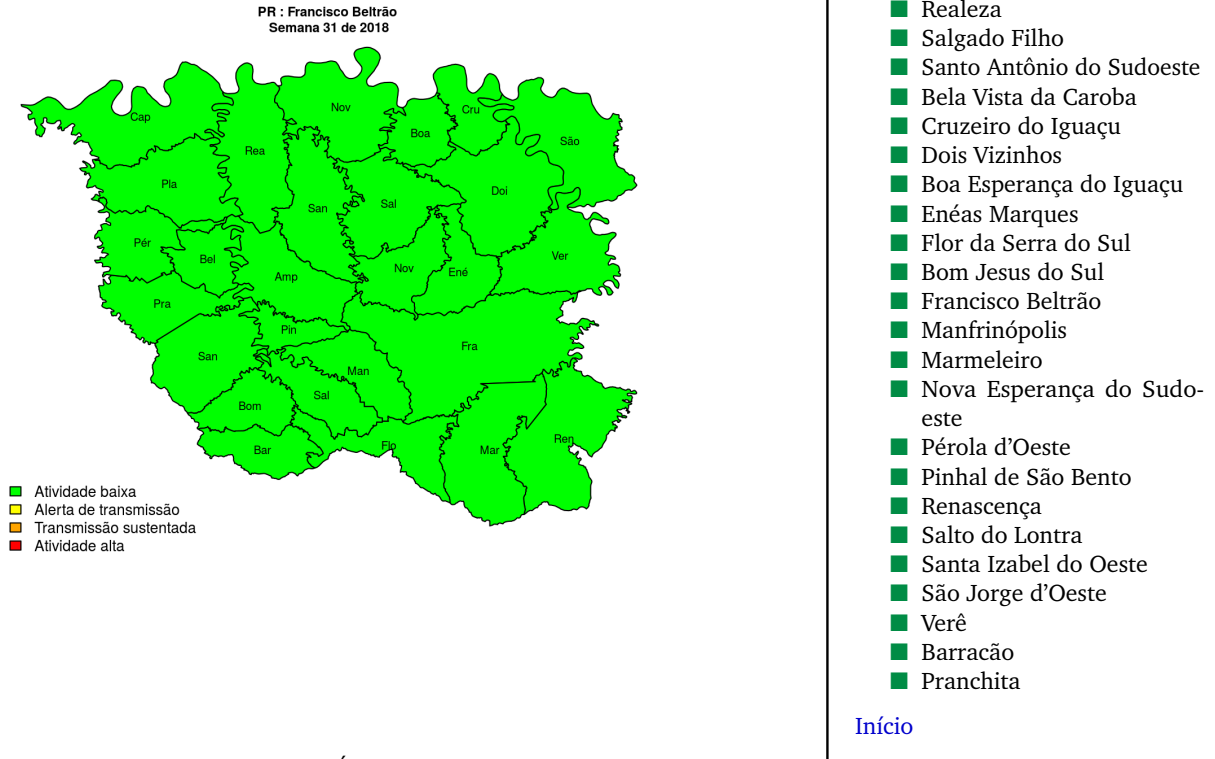 PR : Francisco Beltrão
Semana 31 de 2018
Cap
Nov
Cru
Boa
São
Rea
Pla
Doi
San
Sal
Pér
Bel
Nov
Ené
Ver
Amp
Pra
Pin
Fra
San
Man
Sal
Bom
Bar
Flo
Mar
Ren
Atividade baixa
Alerta de transmissão
Transmissão sustentada
Atividade alta
Realeza
Salgado Filho
Santo Antônio do Sudoeste
Bela Vista da Caroba
Cruzeiro do Iguaçu
Dois Vizinhos
Boa Esperança do Iguaçu
Enéas Marques
Flor da Serra do Sul
Bom Jesus do Sul
Francisco Beltrão
Manfrinópolis
Marmeleiro
Nova Esperança do Sudo-
este
Pérola d'Oeste
Pinhal de São Bento
Renascença
Salto do Lontra
Santa Izabel do Oeste
São Jorge d'Oeste
Verê
Barracão
Pranchita
Início